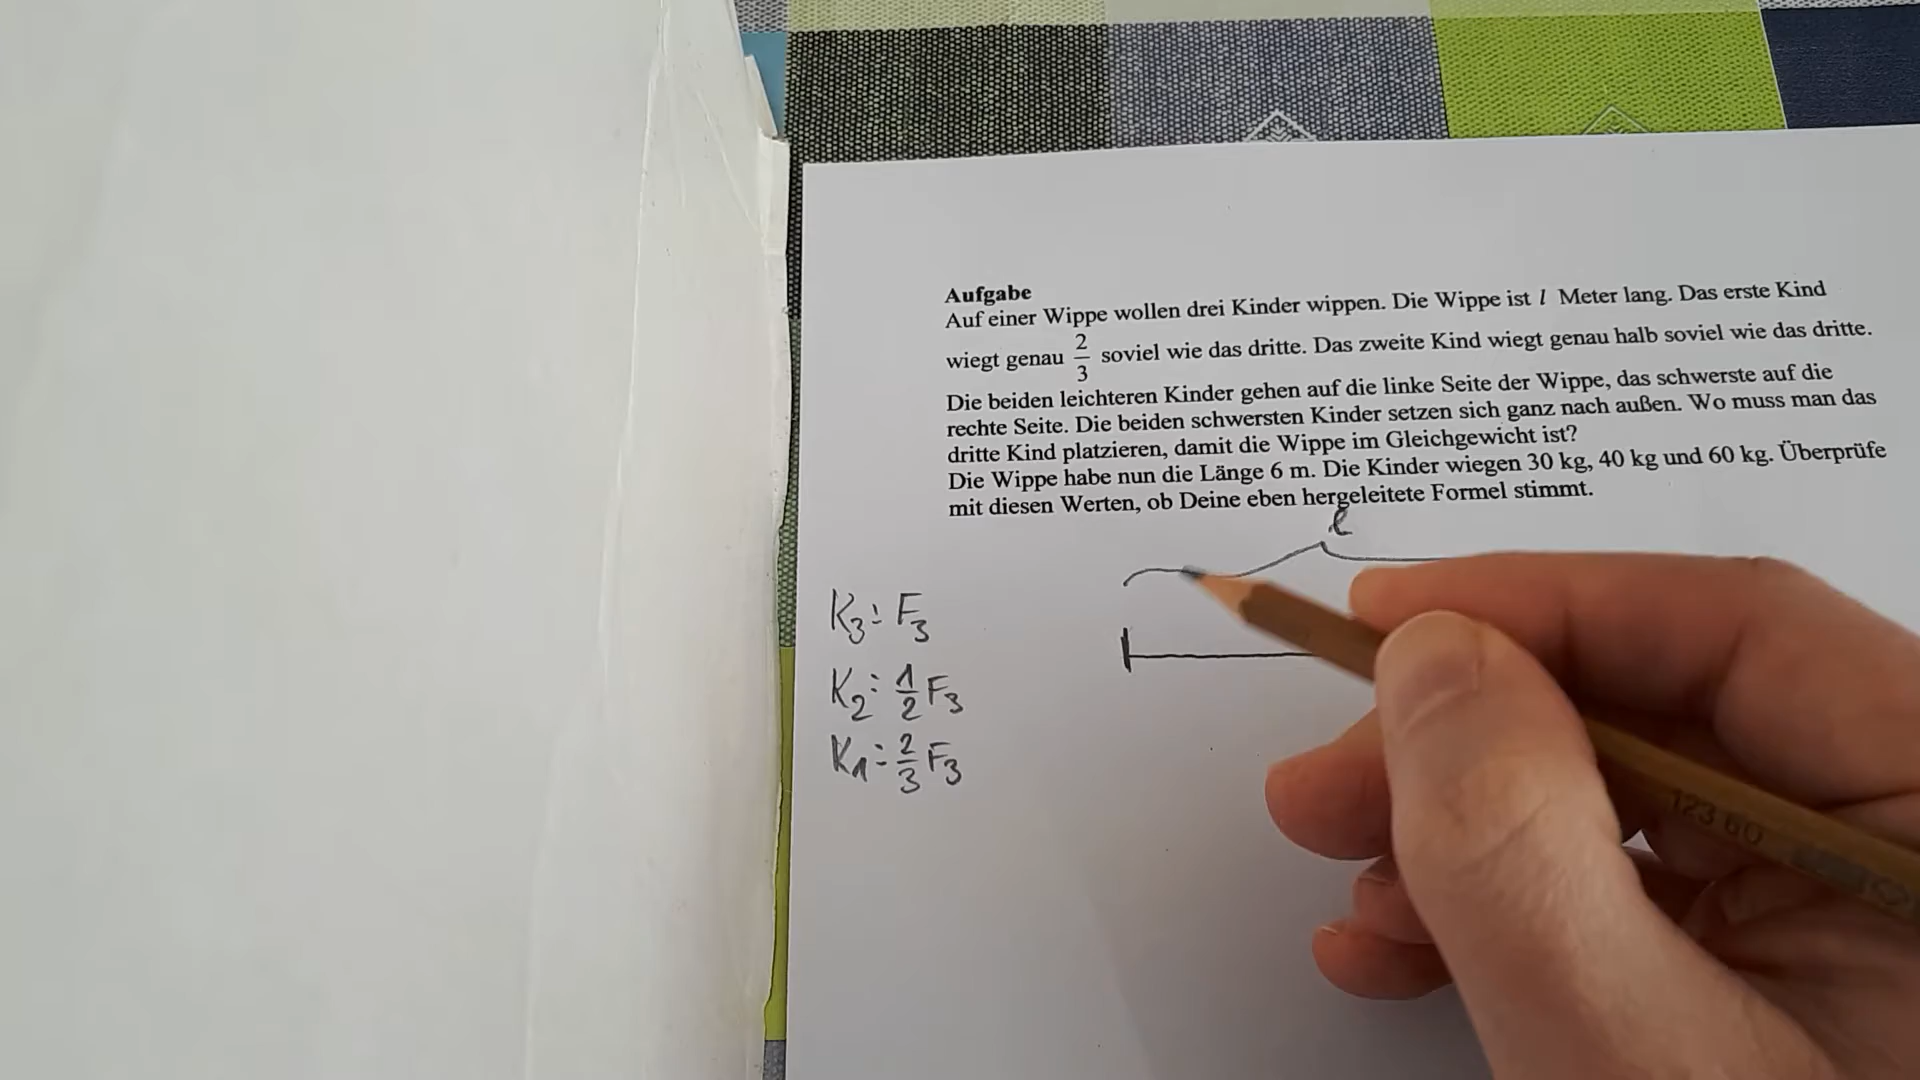 Aufgabe
Auf einer Wippe wollen drei Kinder wippen. Die Wippe ist l Meter lang. Das erste Kind
wiegt genau 2/3 soviel wie das dritte. Das zweite Kind wiegt genau halb soviel wie das dritte.
Die beiden leichteren Kinder gehen auf die linke Seite der Wippe, das schwerste auf die
rechte Seite. Die beiden schwersten Kinder setzen sich ganz nach außen. Wo muss man das
dritte Kind platzieren, damit die Wippe im Gleichgewicht ist?
Die Wippe habe nun die Länge 6 m. Die Kinder wiegen 30 kg, 40 kg und 60 kg. Überprüfe
mit diesen Werten, ob Deine eben hergeleitete Formel stimmt.
l
K3: F3
K2: 1/2 F3
K1: 2/3 F3
123 60